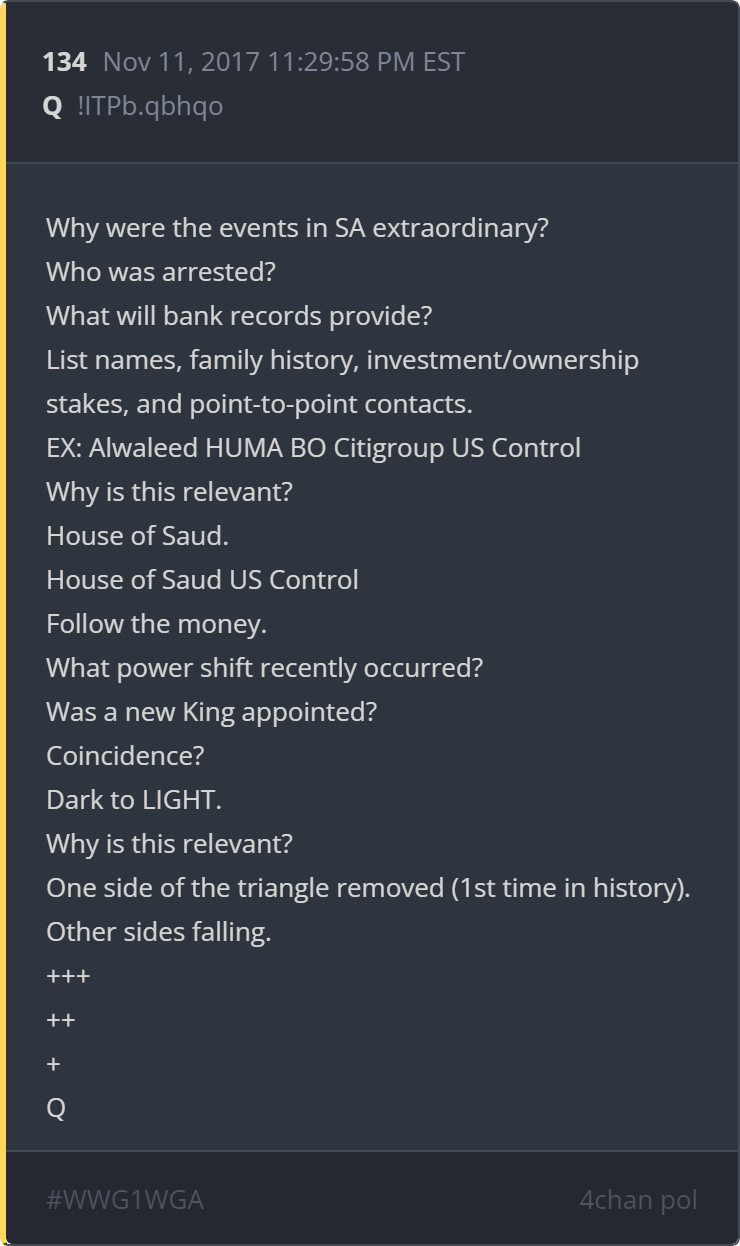 134 Nov 11, 2017 11:29:58 PM EST
Q !ITPb.qbhqo
Why were the events in SA extraordinary?
Who was arrested?
What will bank records provide?
List names, family history, investment/ownership
stakes, and point-to-point contacts.
EX: Alwaleed HUMA BO Citigroup US Control
Why is this relevant?
House of Saud.
House of Saud US Control
Follow the money.
What power shift recently occurred?
Was a new King appointed?
Coincidence?
Dark to LIGHT.
Why is this relevant?
One side of the triangle removed (1st time in history).
Other sides falling.
+++
++
+
Q
#WWG1WGA 4chan pol